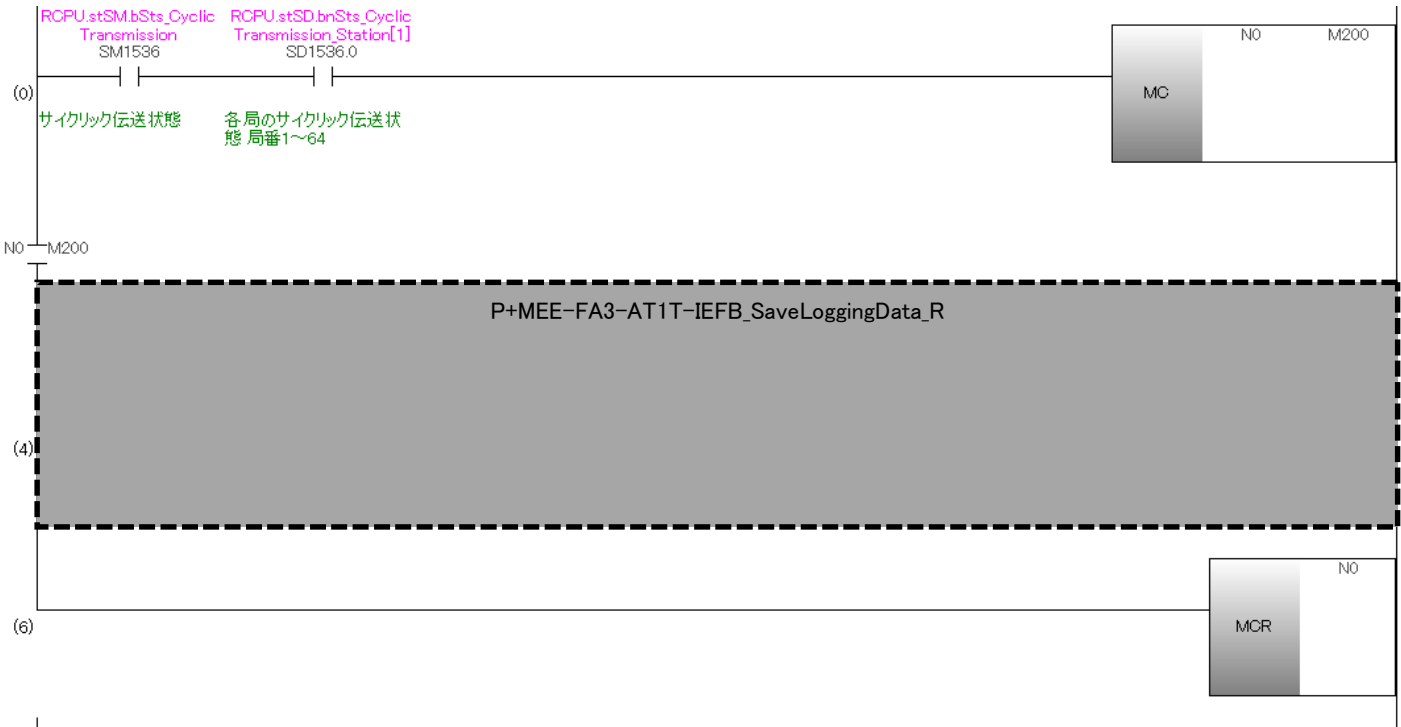 RCPU.stSM.bSts_Cyclic
Transmission
SM1536
RCPU.stSD.bnSts_Cyclic
Transmission_Station[1]
SD1536.0
N0 M200
MC
(0)
サイクリック伝送状態
各局のサイクリック伝送状
態 局番1～64
N0 M200
P+MEE-FA3-AT1T-IEFB_SaveLoggingData_R
(4)
N0
MCR
(6)